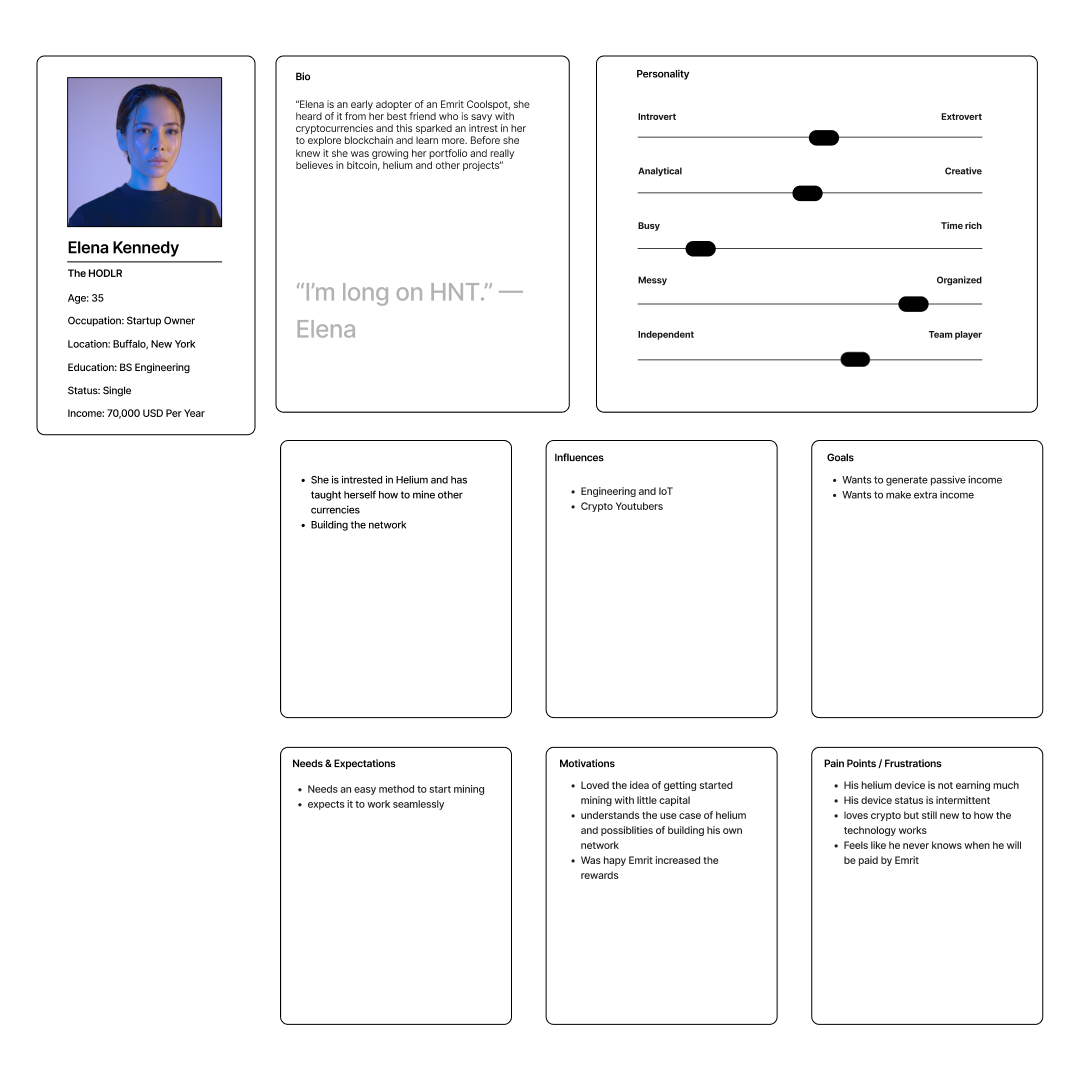 Elena Kennedy
The HODLR
Age: 35
Occupation: Startup Owner
Location: Buffalo, New York
Education: BS Engineering
Status: Single
Income: 70,000 USD Per Year
Bio
“Elena is an early adopter of an Emrit Coolspot, she
heard of it from her best friend who is savy with
cryptocurrencies and this sparked an intrest in her
to explore blockchain and learn more. Before she
knew it she was growing her portfolio and really
believes in bitcoin, helium and other projects”
“I’m long on HNT.” —
Elena
Personality
Introvert Extrovert
Analytical Creative
Busy Time rich
Messy Organized
Independent Team player
• She is intrested in Helium and has
taught herself how to mine other
currencies
• Building the network
Influences
• Engineering and IoT
• Crypto Youtubers
Goals
• Wants to generate passive income
• Wants to make extra income
Needs & Expectations
• Needs an easy method to start mining
• expects it to work seamlessly
Motivations
• Loved the idea of getting started
mining with little capital
• understands the use case of helium
and possiblities of building his own
network
• Was hapy Emrit increased the
rewards
Pain Points / Frustrations
• His helium device is not earning much
• His device status is intermittent
• loves crypto but still new to how the
technology works
• Feels like he never knows when he will
be paid by Emrit